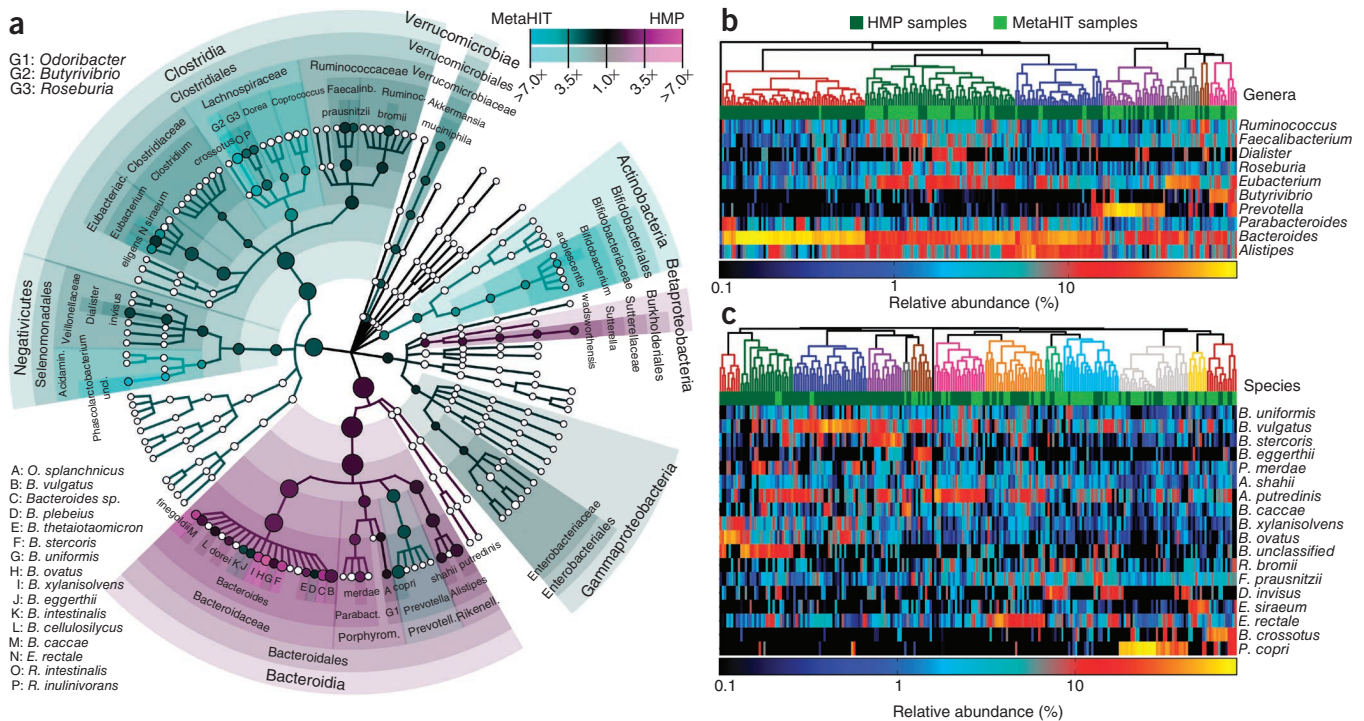 a
G1: Odoribacter
G2: Butyrivibrio
G3: Roseburia
MetaHIT
HMP
>7.0×
3.5×
1.0×
3.5×
>7.0×
Verrucomicrobiae
Verrucomicrobiales
Verrucomicrobiaceae
Akkermansia
muciniphila
Clostridia
Clostridiales
Lachnospiraceae
G2 G3 Dorea Coprococcus
crossotus O P
Ruminococcaceae
Faecalinb. Ruminoc.
prausnitzii bromii
Eubacteriac. Clostridiaceae
Eubacterium Clostridium
eligens N siraeum
Negativicutes
Selenomonadales
Veillonellaceae
Dialister
invisus
Acidamin.
Phascolarctobacterium
uncl.
Actinobacteria
Bifidobacteriales
Bifidobacteriaceae
Bifidobacterium
adolescentis
Betaproteobacteria
Burkholderiales
Sutterellaceae
Sutterella
wadsworthensis
Gammaproteobacteria
Enterobacteriales
Enterobacteriaceae
finegoldii M L dorei K J I H G F E D C B
Bacteroides
Bacteroidaceae
merdae
Parabact.
Porphyrom.
A copri
G1
Prevotella
Prevotell.
shahii putredinis
Alistipes
Rikenell.
Bacteroidales
Bacteroidia
A: O. splanchnicus
B: B. vulgatus
C: Bacteroides sp.
D: B. plebeius
E: B. thetaiotaomicron
F: B. stercoris
G: B. uniformis
H: B. ovatus
I: B. xylanisolvens
J: B. eggerthii
K: B. intestinalis
L: B. cellulosilycus
M: B. caccae
N: E. rectale
O: R. intestinalis
P: R. inulinivorans
b
HMP samples MetaHIT samples
Genera
Ruminococcus
Faecalibacterium
Dialister
Roseburia
Eubacterium
Butyrivibrio
Prevotella
Parabacteroides
Bacteroides
Alistipes
0.1 1 10
Relative abundance (%)
c
Species
B. uniformis
B. vulgatus
B. stercoris
B. eggerthii
P. merdae
A. shahii
A. putredinis
B. caccae
B. xylanisolvens
B. ovatus
B. unclassified
R. bromii
F. prausnitzii
D. invisus
E. siraeum
E. rectale
B. crossotus
P. copri
0.1 1 10
Relative abundance (%)